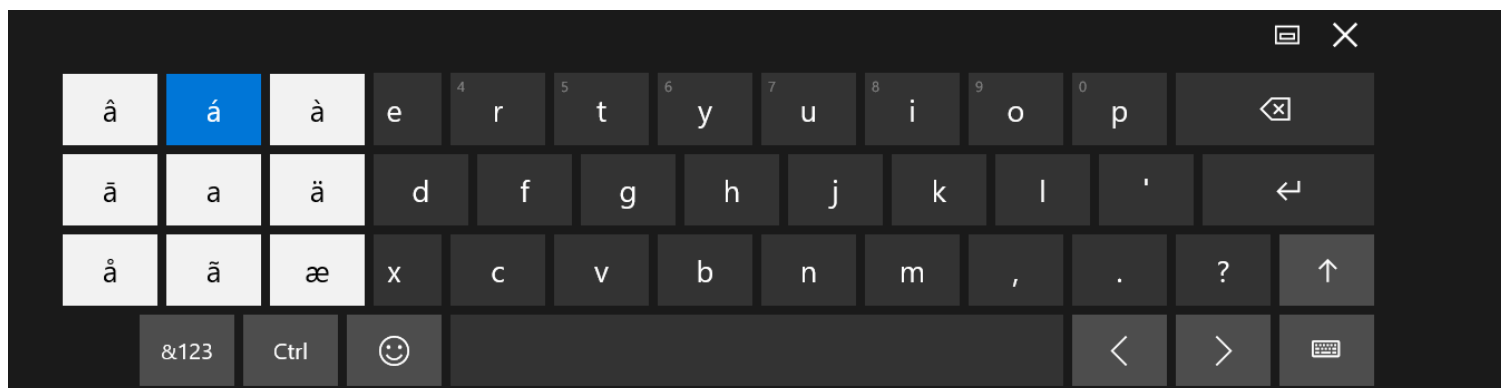 â á à e 4 r 5 t 6 y 7 u 8 i 9 o 0 p
ā a ä d f g h j k l '
å ã æ x c v b n m , . ?
&123 Ctrl